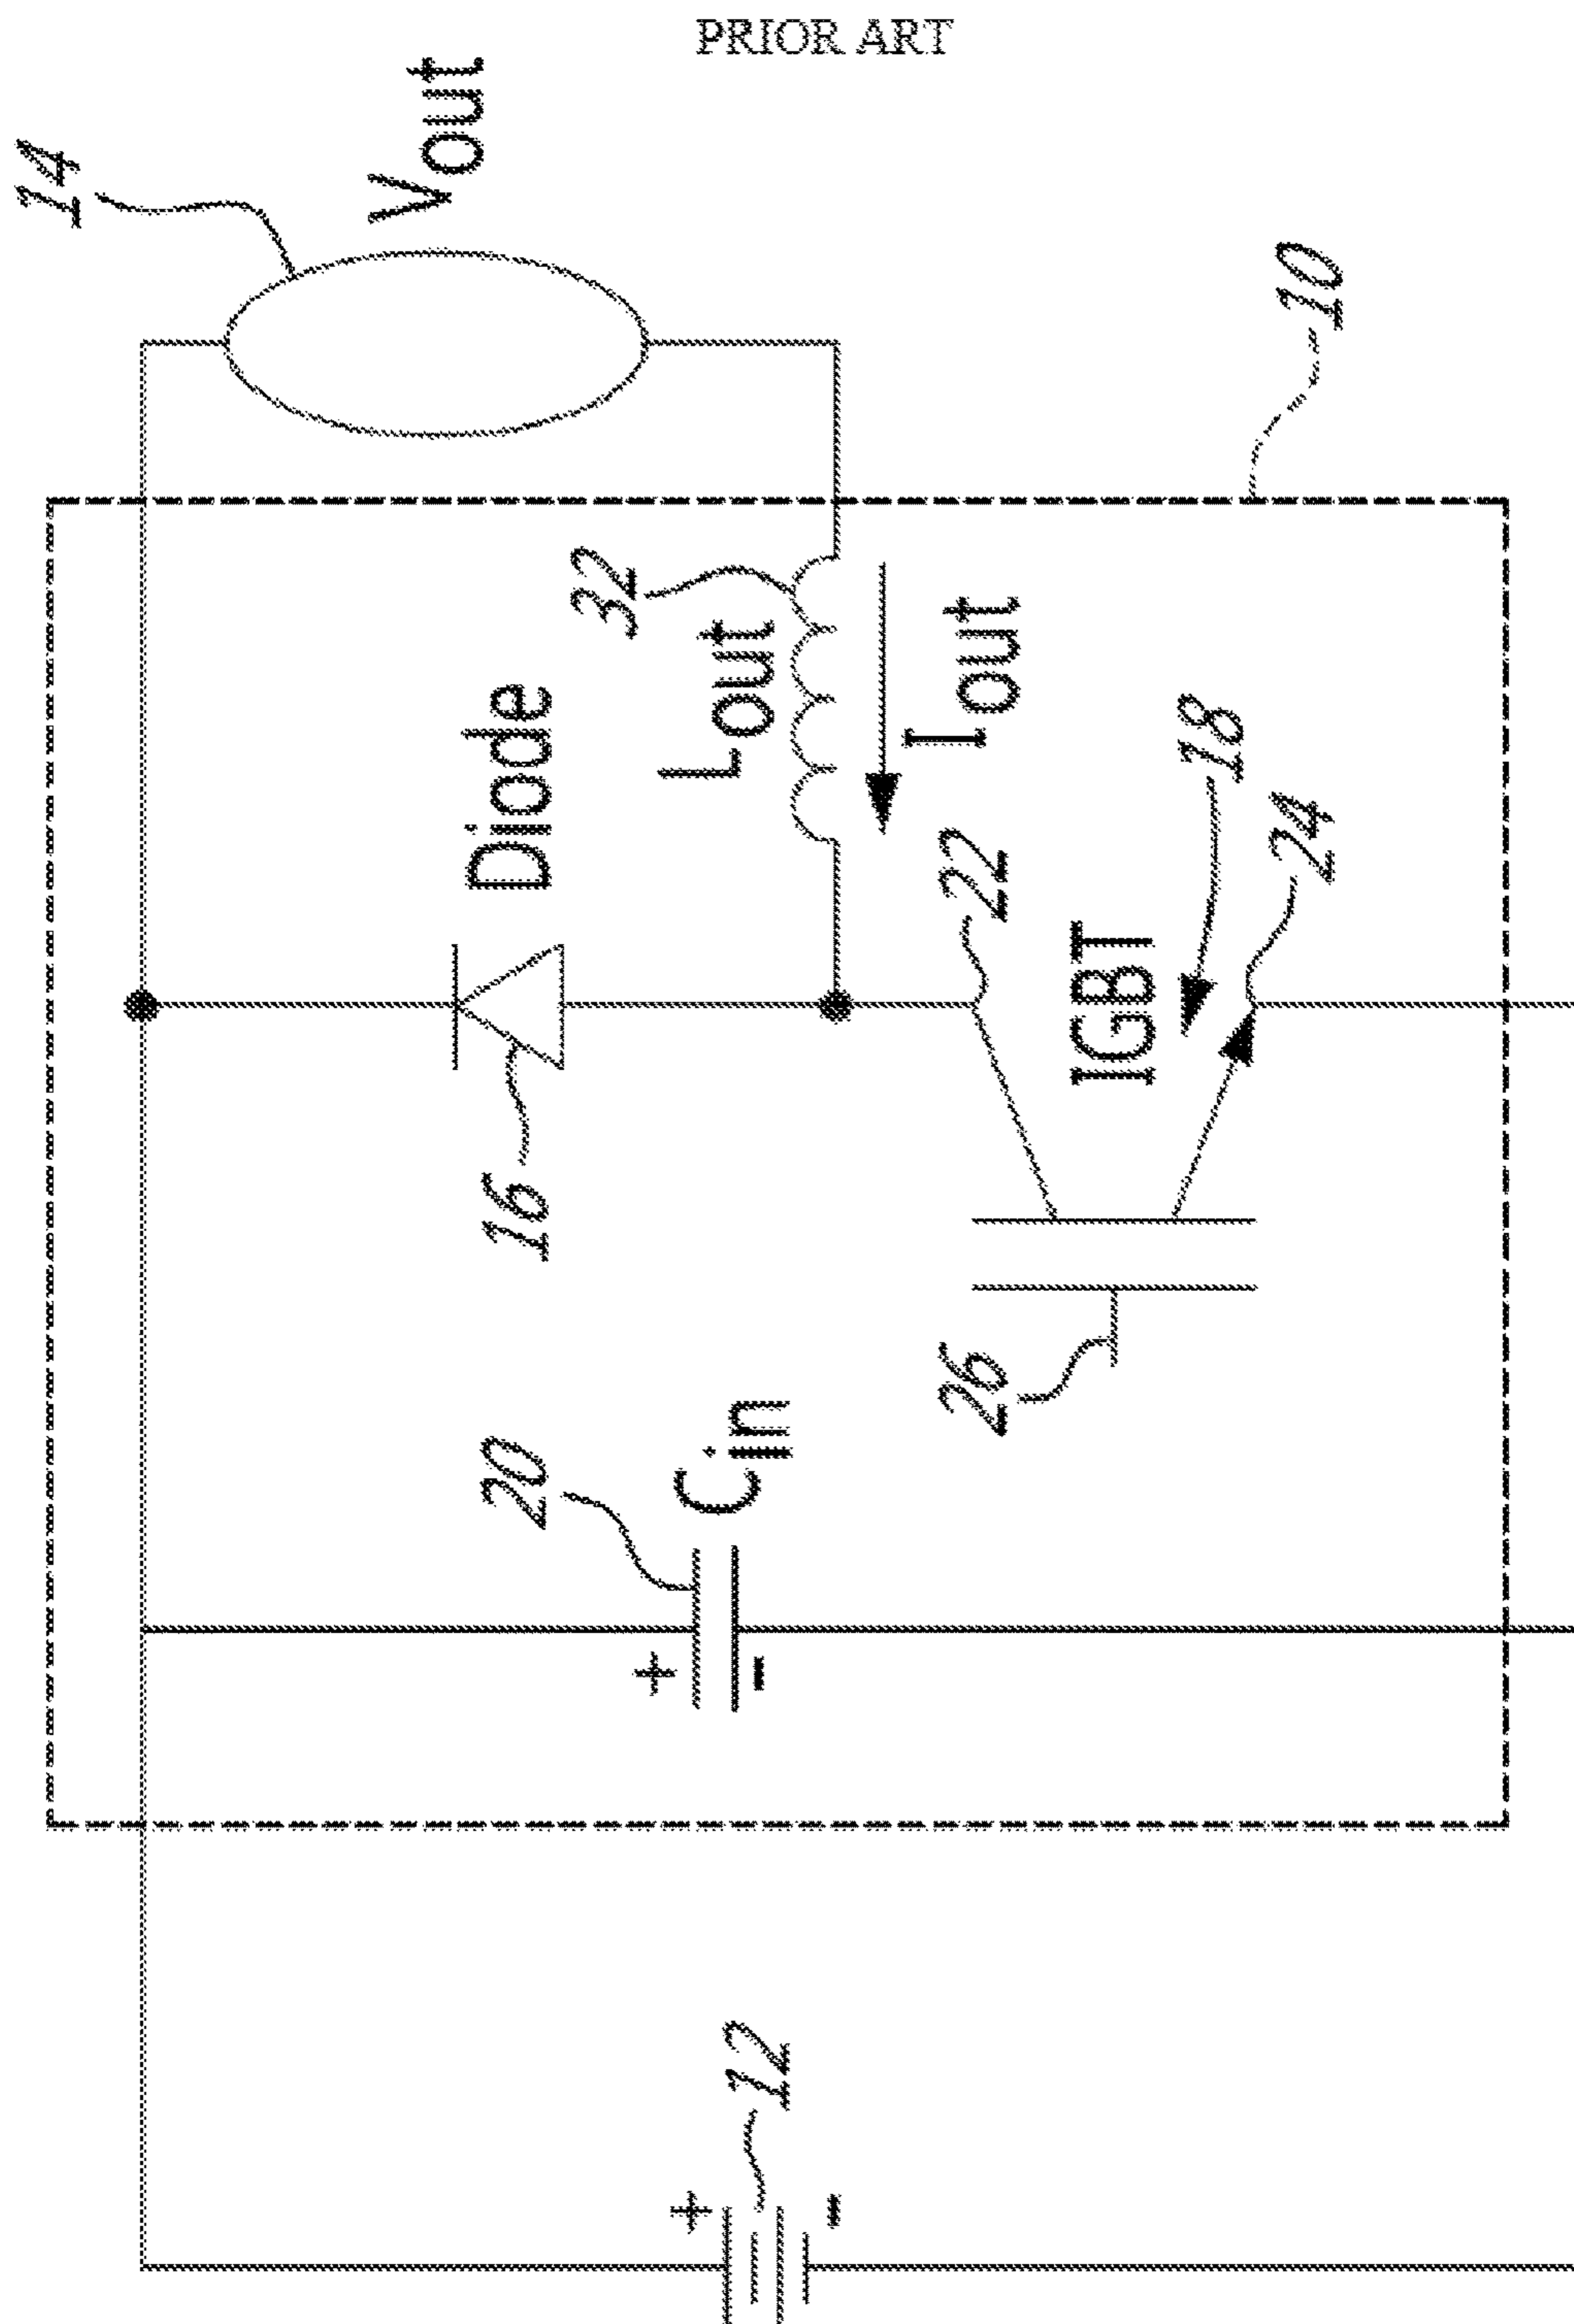 PRIOR ART
14
Vout
10
32
Lout
Iout
Diode
18
22
24
IGBT
16
26
20
Cin
+
-
12
+
-